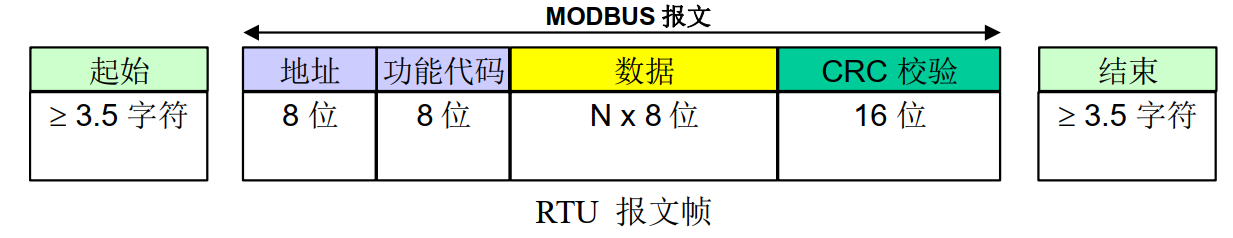 MODBUS 报文
起始 地址 功能代码 数据 CRC 校验 结束
≥ 3.5 字符 8 位 8 位 N x 8 位 16 位 ≥ 3.5 字符
RTU 报文帧